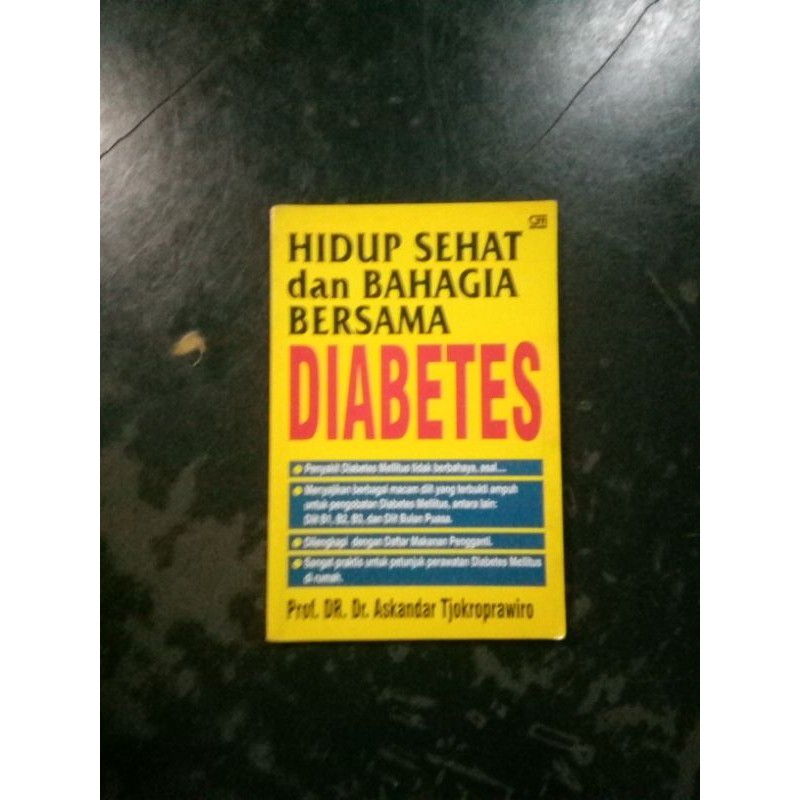 HIDUP SEHAT
dan BAHAGIA
BERSAMA
DIABETES
Penyakit Diabetes Mellitus tidak berbahaya, asal....
Menyajikan berbagai macam diit yang terbukti ampuh
untuk pengobatan Diabetes Mellitus, antara lain:
Diit B1, B2, B3, dan Diit Bulan Puasa.
Dilengkapi dengan Daftar Makanan Pengganti.
Sangat praktis untuk petunjuk perawatan Diabetes Mellitus
di rumah.
Prof. DR. Dr. Askandar Tjokroprawiro